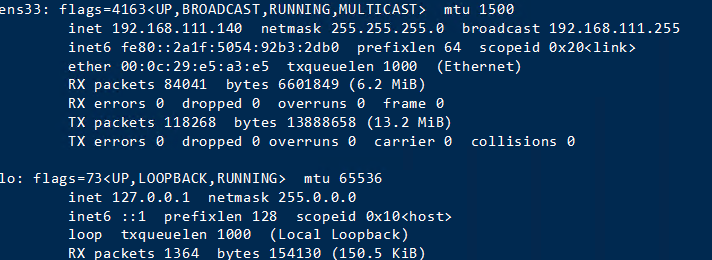 ens33: flags=4163<UP,BROADCAST,RUNNING,MULTICAST>  mtu 1500
        inet 192.168.111.140  netmask 255.255.255.0  broadcast 192.168.111.255
        inet6 fe80::2a1f:5054:92b3:2db0  prefixlen 64  scopeid 0x20<link>
        ether 00:0c:29:e5:a3:e5  txqueuelen 1000  (Ethernet)
        RX packets 84041  bytes 6601849 (6.2 MiB)
        RX errors 0  dropped 0  overruns 0  frame 0
        TX packets 118268  bytes 13888658 (13.2 MiB)
        TX errors 0  dropped 0 overruns 0  carrier 0  collisions 0

lo: flags=73<UP,LOOPBACK,RUNNING>  mtu 65536
        inet 127.0.0.1  netmask 255.0.0.0
        inet6 ::1  prefixlen 128  scopeid 0x10<host>
        loop  txqueuelen 1000  (Local Loopback)
        RX packets 1364  bytes 154130 (150.5 KiB)